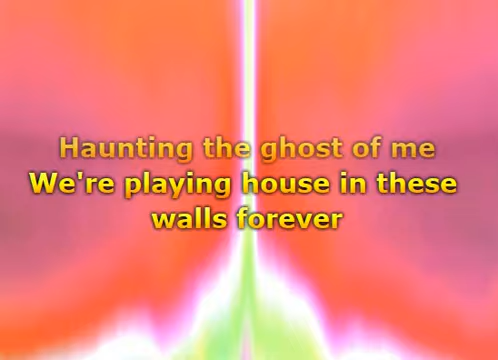 Haunting the ghost of me
We're playing house in these
walls forever